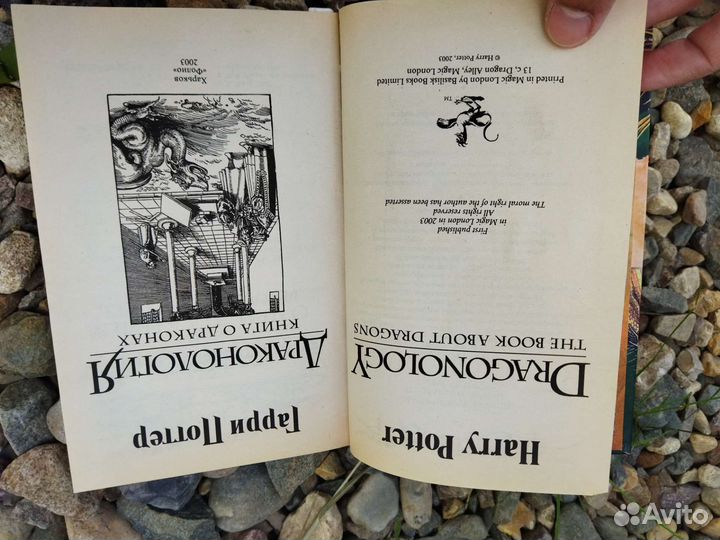 Harry Potter
DRAGONOLOGY
THE BOOK ABOUT DRAGONS
First published
in Magic London in 2003
All rights reserved
The moral right of the author has been asserted
TM
Printed in Magic London by Basilisk Books Limited
13 c, Dragon Alley, Magic London
© Harry Potter, 2003
Гарри Поттер
ДРАКОНОЛОГИЯ
КНИГА О ДРАКОНАХ
Харьков
«Фолио»
2003
Avito